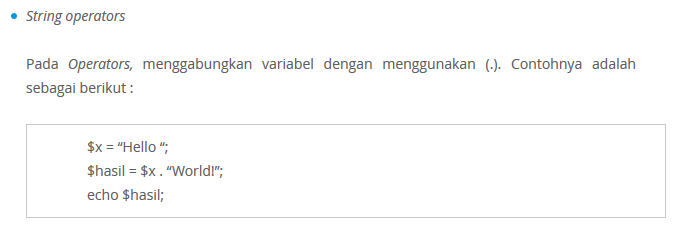 • String operators
Pada Operators, menggabungkan variabel dengan menggunakan (.). Contohnya adalah
sebagai berikut :
$x = “Hello “;
$hasil = $x . “World!”;
echo $hasil;